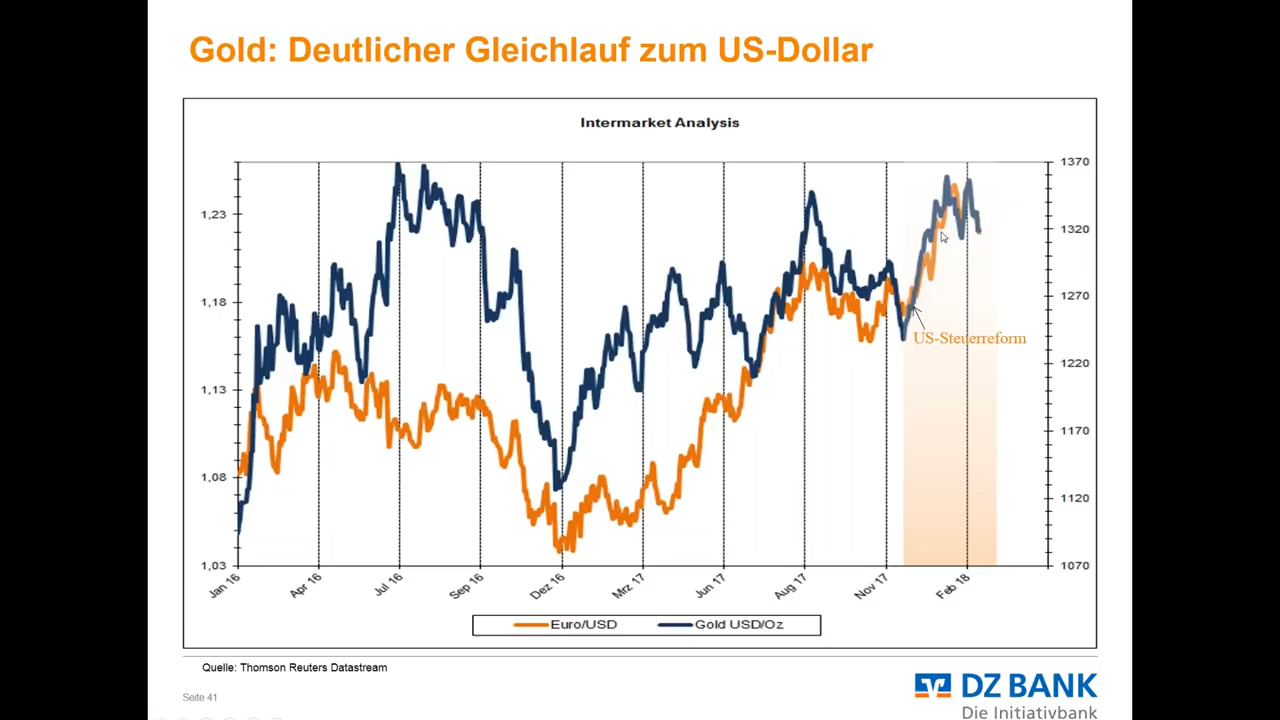 Gold: Deutlicher Gleichlauf zum US-Dollar
Intermarket Analysis
1370
1,23
1320
1,18
1270
US-Steuerreform
1220
1,13
1170
1,08
1120
1,03
1070
Jan 16
Apr 16
Jul 16
Sep 16
Dez 16
Mrz 17
Jun 17
Aug 17
Nov 17
Feb 18
Euro/USD
Gold USD/Oz
Quelle: Thomson Reuters Datastream
Seite 41
DZ BANK
Die Initiativbank